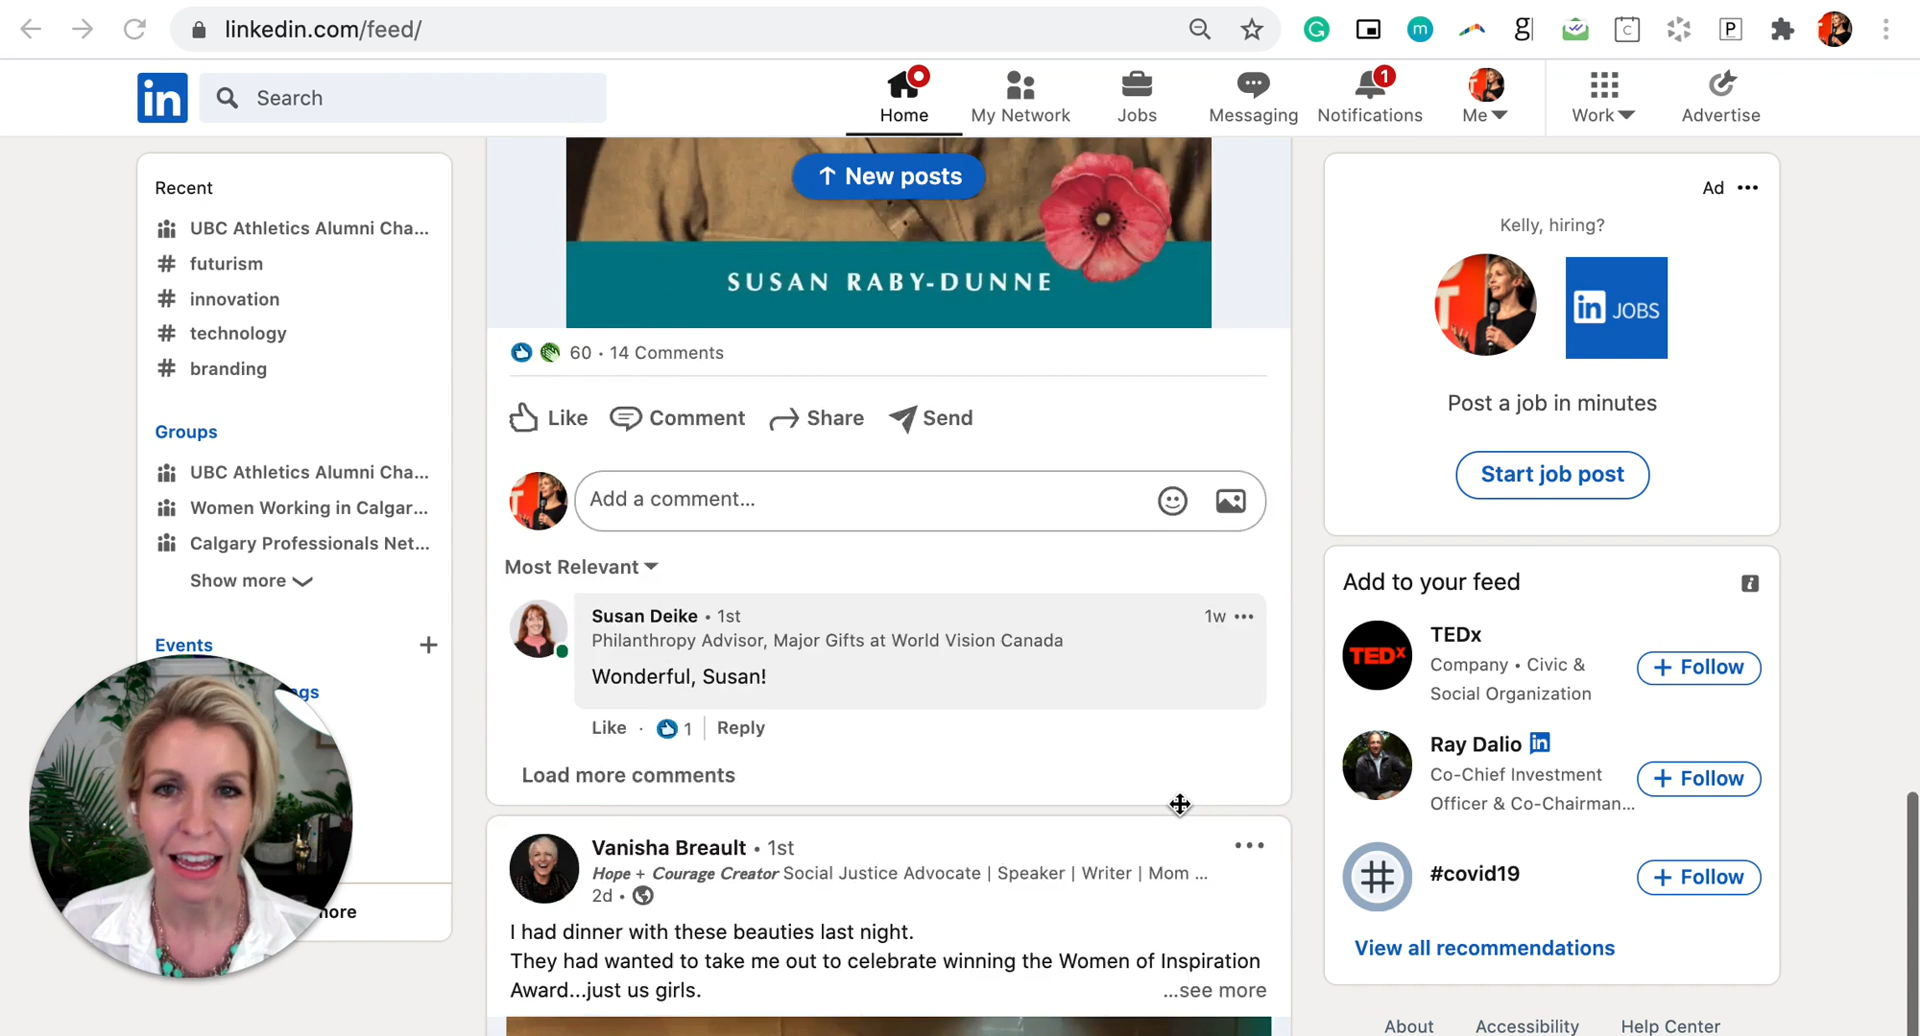 linkedin.com/feed/
m
g
C
P
in
Search
Home
My Network
Jobs
Messaging
1
Notifications
Me
Work
Advertise
Recent
UBC Athletics Alumni Cha...
# futurism
# innovation
# technology
# branding
Groups
UBC Athletics Alumni Cha...
Women Working in Calgar...
Calgary Professionals Net...
Show more
Events
+
gs
ore
↑ New posts
SUSAN RABY-DUNNE
60 • 14 Comments
Like
Comment
Share
Send
Add a comment...
Most Relevant
Susan Deike • 1st
1w •••
Philanthropy Advisor, Major Gifts at World Vision Canada
Wonderful, Susan!
Like · 1 | Reply
Load more comments
Vanisha Breault • 1st
•••
Hope + Courage Creator Social Justice Advocate | Speaker | Writer | Mom ...
2d •
I had dinner with these beauties last night.
They had wanted to take me out to celebrate winning the Women of Inspiration
Award...just us girls.
...see more
Ad •••
Kelly, hiring?
in JOBS
Post a job in minutes
Start job post
Add to your feed
TEDx
TEDx
Company • Civic &
Social Organization
+ Follow
Ray Dalio in
Co-Chief Investment
Officer & Co-Chairman...
+ Follow
#
#covid19
+ Follow
View all recommendations
About
Accessibility
Help Center